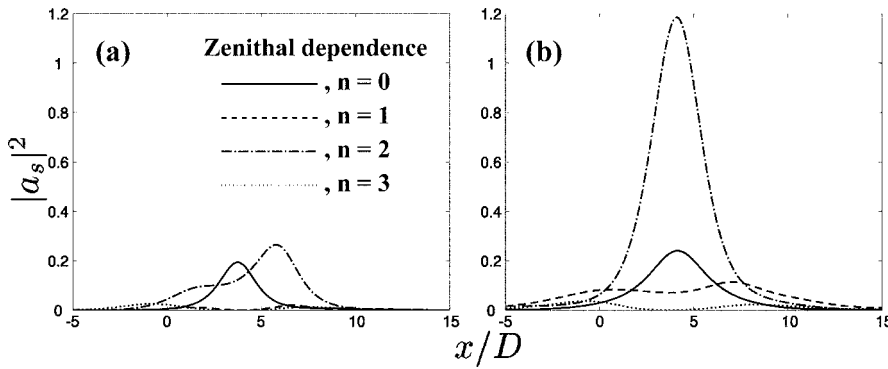 1.2
(a)
Zenithal dependence
, n = 0
, n = 1
, n = 2
, n = 3
1
0.8
0.6
0.4
0.2
0
-5
0
5
10
15
|a_s|^2
1.2
(b)
1
0.8
0.6
0.4
0.2
0
-5
0
5
10
15
x/D